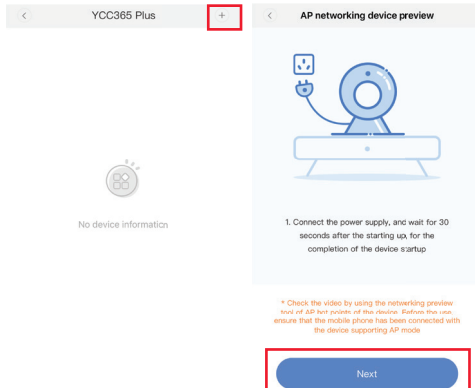 YCC365 Plus
+
No device information
AP networking device preview
1. Connect the power supply, and wait for 30
seconds after the starting up, for the
completion of the device startup
* Check the video by using the networking preview
tool of AP hot points of the device. Before the use,
ensure that the mobile phone has been connected with
the device supporting AP mode
Next